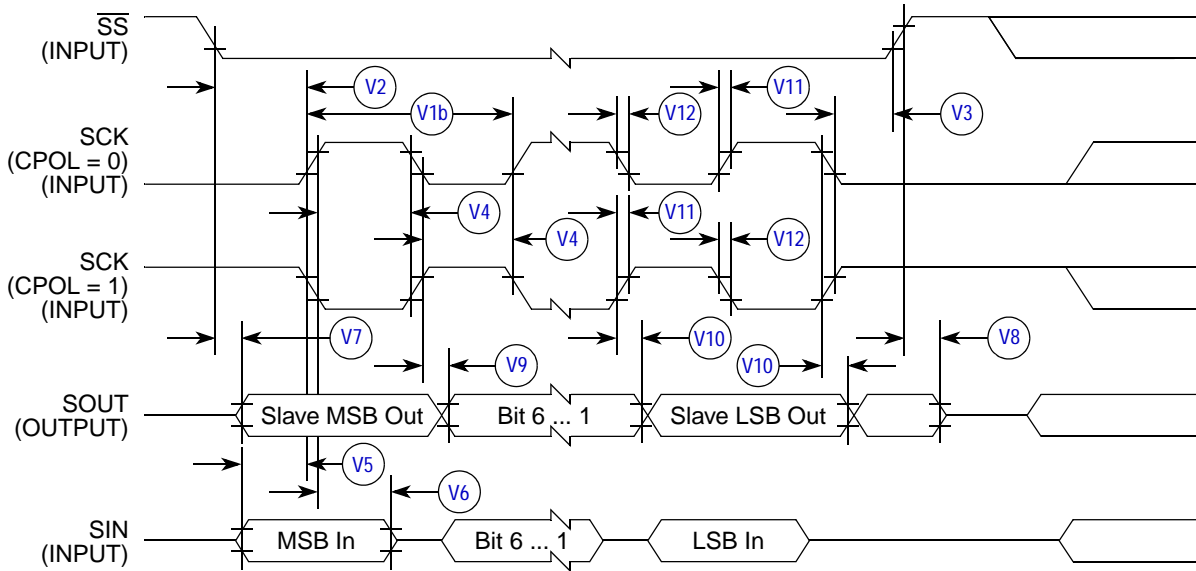 SS
(INPUT)
V2
V11
V1b
V12
V3
SCK
(CPOL = 0)
(INPUT)
V4
V11
V4
V12
SCK
(CPOL = 1)
(INPUT)
V7
V9
V10
V10
V8
SOUT
(OUTPUT)
Slave MSB Out
Bit 6 ... 1
Slave LSB Out
V5
V6
SIN
(INPUT)
MSB In
Bit 6 ... 1
LSB In